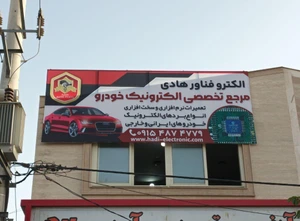 الکترو فناور هادی
مرجع تخصصی الکترونیک خودرو
تعمیرات نرم افزاری و سخت افزاری
انواع بردهای الکترونیک
خودروهای ایرانی و خارجی
۰۹۱۵ ۴۸۷ ۴۷۷۹
www.hadi-electronic.com